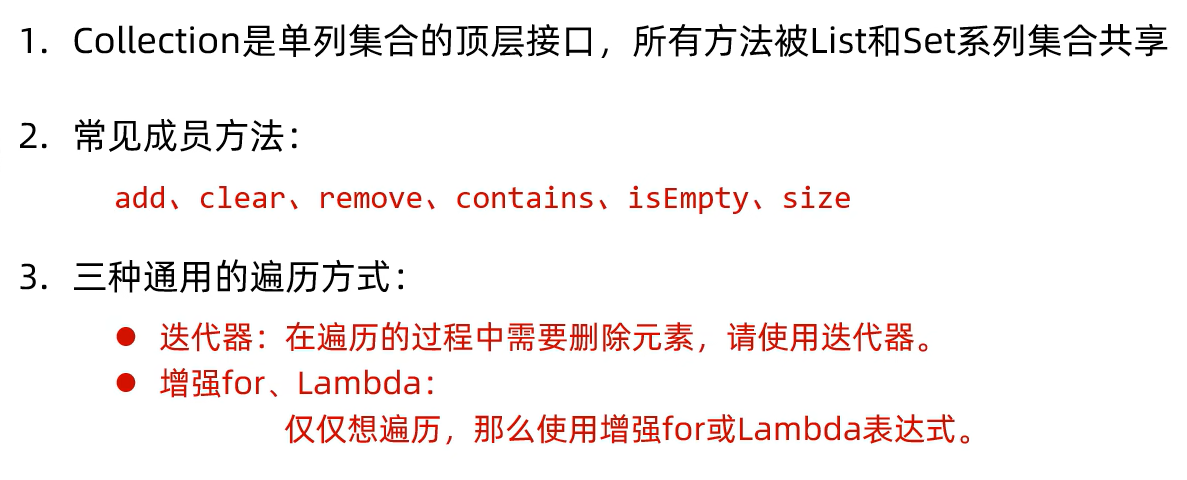 1. Collection是单列集合的顶层接口，所有方法被List和Set系列集合共享
2. 常见成员方法：
add、clear、remove、contains、isEmpty、size
3. 三种通用的遍历方式：
● 迭代器：在遍历的过程中需要删除元素，请使用迭代器。
● 增强for、Lambda：
仅仅想遍历，那么使用增强for或Lambda表达式。